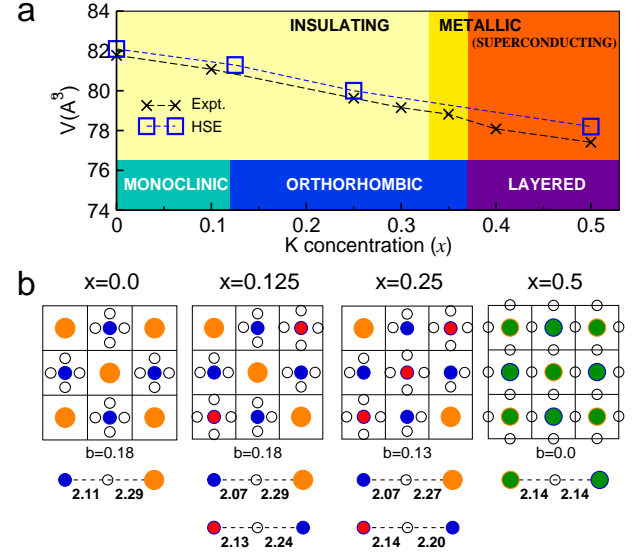 a
INSULATING
METALLIC
(SUPERCONDUCTING)
V(Å³)
84
82
80
78
76
74
Expt.
HSE
MONOCLINIC
ORTHORHOMBIC
LAYERED
0
0.1
0.2
0.3
0.4
0.5
K concentration (x)
b
x=0.0
x=0.125
x=0.25
x=0.5
b=0.18
b=0.18
b=0.13
b=0.0
2.11 2.29
2.07 2.29
2.07 2.27
2.14 2.14
2.13 2.24
2.14 2.20